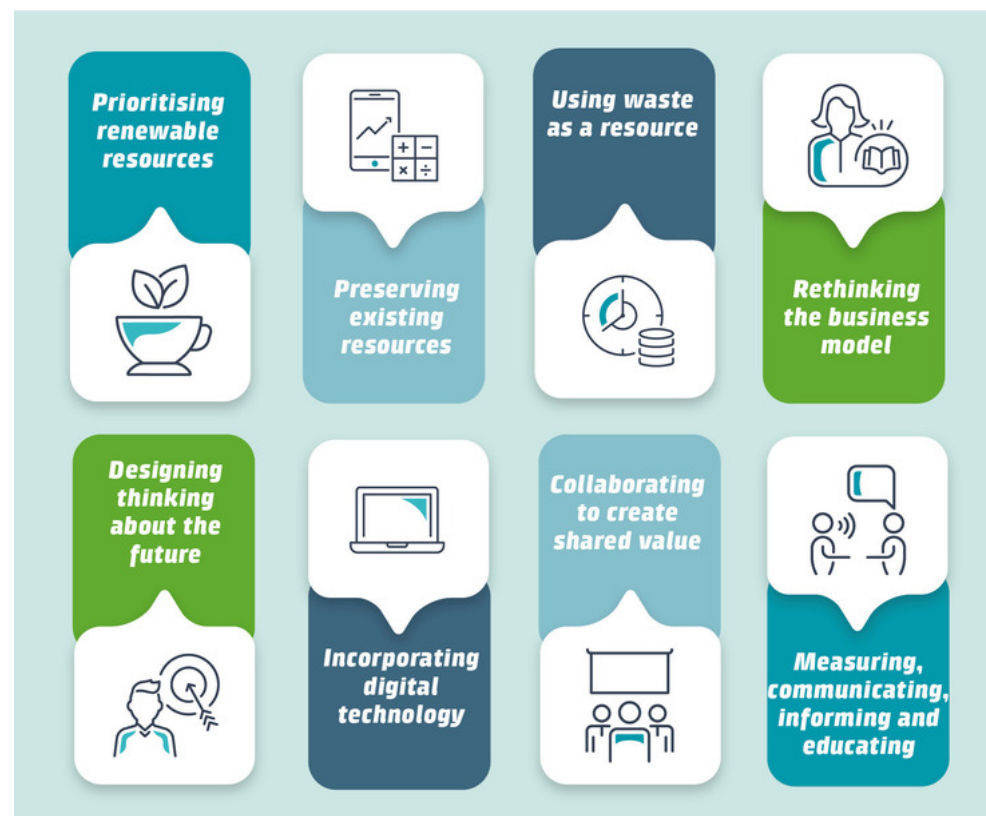 Prioritising
renewable
resources
Preserving
existing
resources
Using waste
as a resource
Rethinking
the business
model
Designing
thinking
about the
future
Incorporating
digital
technology
Collaborating
to create
shared value
Measuring,
communicating,
informing and
educating